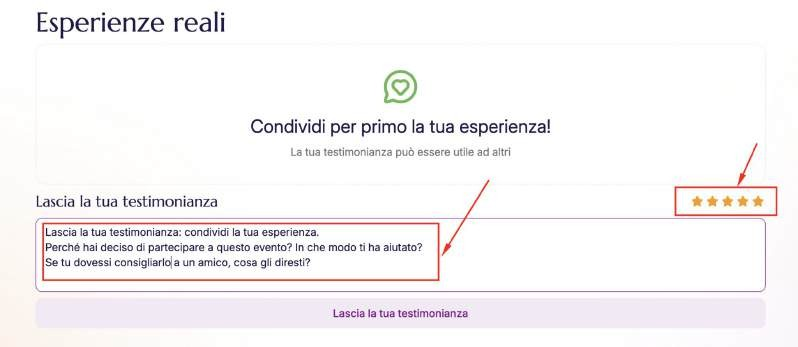 Esperienze reali
Condividi per primo la tua esperienza!
La tua testimonianza può essere utile ad altri
Lascia la tua testimonianza
Lascia la tua testimonianza: condividi la tua esperienza.
Perché hai deciso di partecipare a questo evento? In che modo ti ha aiutato?
Se tu dovessi consigliarlo a un amico, cosa gli diresti?
Lascia la tua testimonianza